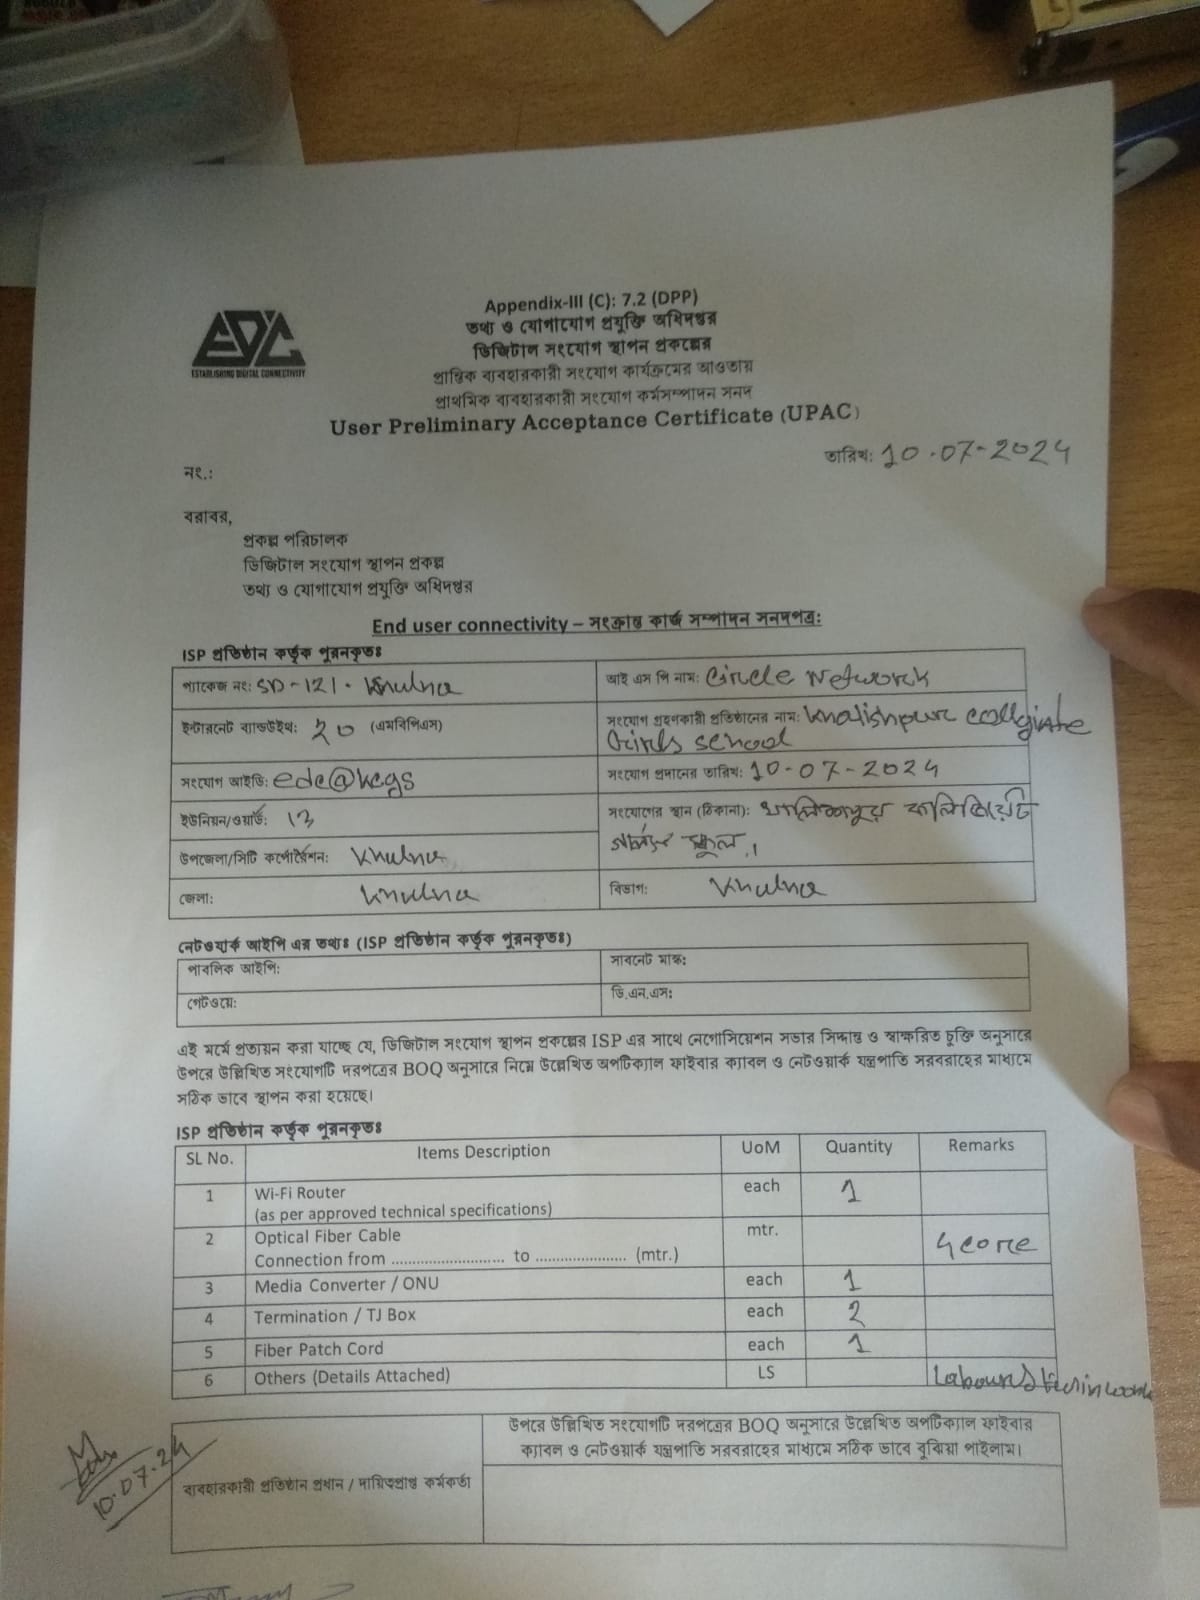 EDC
ESTABLISHING DIGITAL CONNECTIVITY
Appendix-III (C): 7.2 (DPP)
তথ্য ও যোগাযোগ প্রযুক্তি অধিদপ্তর
ডিজিটাল সংযোগ স্থাপন প্রকল্পের
প্রান্তিক ব্যবহারকারী সংযোগ কার্যক্রমের আওতায়
প্রাথমিক ব্যবহারকারী সংযোগ কর্মসম্পাদন সনদ
User Preliminary Acceptance Certificate (UPAC)
তারিখ: 10-07-2024
নং.:
বরাবর,
প্রকল্প পরিচালক
ডিজিটাল সংযোগ স্থাপন প্রকল্প
তথ্য ও যোগাযোগ প্রযুক্তি অধিদপ্তর
End user connectivity – সংক্রান্ত কার্জ সম্পাদন সনদপত্র:
ISP প্রতিষ্ঠান কর্তৃক পুরনকৃতঃ
প্যাকেজ নং: SD-121. Khulna
আই এস পি নাম: Circle Network
ইন্টারনেট ব্যান্ডউইথ: 20 (এমবিপিএস)
সংযোগ গ্রহণকারী প্রতিষ্ঠানের নাম: Khalishpur collegiate
Girls school
সংযোগ আইডি: edc@kcgs
সংযোগ প্রদানের তারিখ: 10-07-2024
ইউনিয়ন/ওয়ার্ড: 13
সংযোগের স্থান (ঠিকানা): খালিশপুর কলিজিয়েট
গার্লস স্কুল।
উপজেলা/সিটি কর্পোরেশন: Khulna
জেলা: Khulna
বিভাগ: Khulna
নেটওয়ার্ক আইপি এর তথ্যঃ (ISP প্রতিষ্ঠান কর্তৃক পুরনকৃতঃ)
পাবলিক আইপি:
সাবনেট মাস্ক:
গেটওয়ে:
ডি.এন.এস:
এই মর্মে প্রত্যয়ন করা যাচ্ছে যে, ডিজিটাল সংযোগ স্থাপন প্রকল্পের ISP এর সাথে নেগোসিয়েশন সভার সিদ্ধান্ত ও স্বাক্ষরিত চুক্তি অনুসারে
উপরে উল্লিখিত সংযোগটি দরপত্রের BOQ অনুসারে নিম্নে উল্লেখিত অপটিক্যাল ফাইবার ক্যাবল ও নেটওয়ার্ক যন্ত্রপাতি সরবরাহের মাধ্যমে
সঠিক ভাবে স্থাপন করা হয়েছে।
ISP প্রতিষ্ঠান কর্তৃক পুরনকৃতঃ
SL No. Items Description UoM Quantity Remarks
1 Wi-Fi Router each 1
(as per approved technical specifications)
2 Optical Fiber Cable mtr. 4 core
Connection from ........................... to ...................... (mtr.)
3 Media Converter / ONU each 1
4 Termination / TJ Box each 2
5 Fiber Patch Cord each 1
6 Others (Details Attached) LS Labour &
উপরে উল্লিখিত সংযোগটি দরপত্রের BOQ অনুসারে উল্লেখিত অপটিক্যাল ফাইবার
ক্যাবল ও নেটওয়ার্ক যন্ত্রপাতি সরবরাহের মাধ্যমে সঠিক ভাবে বুঝিয়া পাইলাম।
10.07.24
ব্যবহারকারী প্রতিষ্ঠান প্রধান / দায়িত্বপ্রাপ্ত কর্মকর্তা